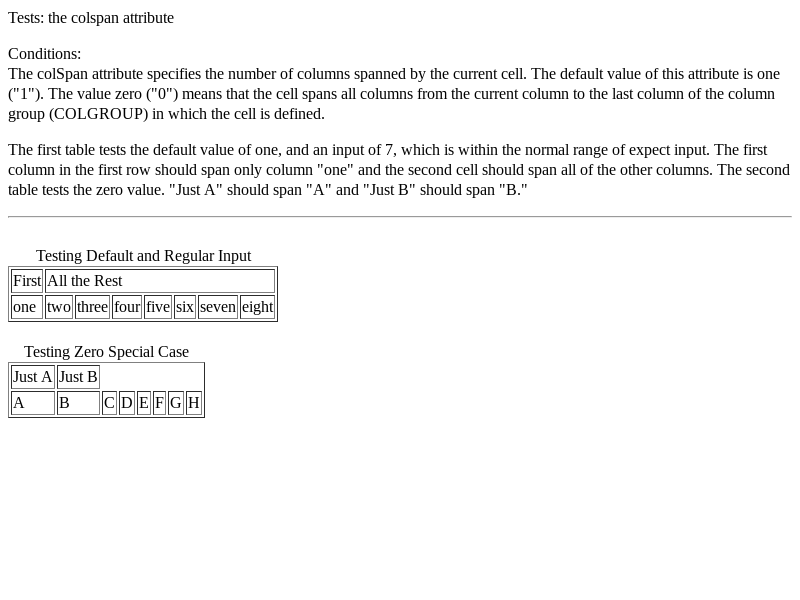 Tests: the colspan attribute
Conditions:
The colSpan attribute specifies the number of columns spanned by the current cell. The default value of this attribute is one
("1"). The value zero ("0") means that the cell spans all columns from the current column to the last column of the column
group (COLGROUP) in which the cell is defined.
The first table tests the default value of one, and an input of 7, which is within the normal range of expect input. The first
column in the first row should span only column "one" and the second cell should span all of the other columns. The second
table tests the zero value. "Just A" should span "A" and "Just B" should span "B."
Testing Default and Regular Input
First All the Rest
one two three four five six seven eight
Testing Zero Special Case
Just A Just B
A B C D E F G H